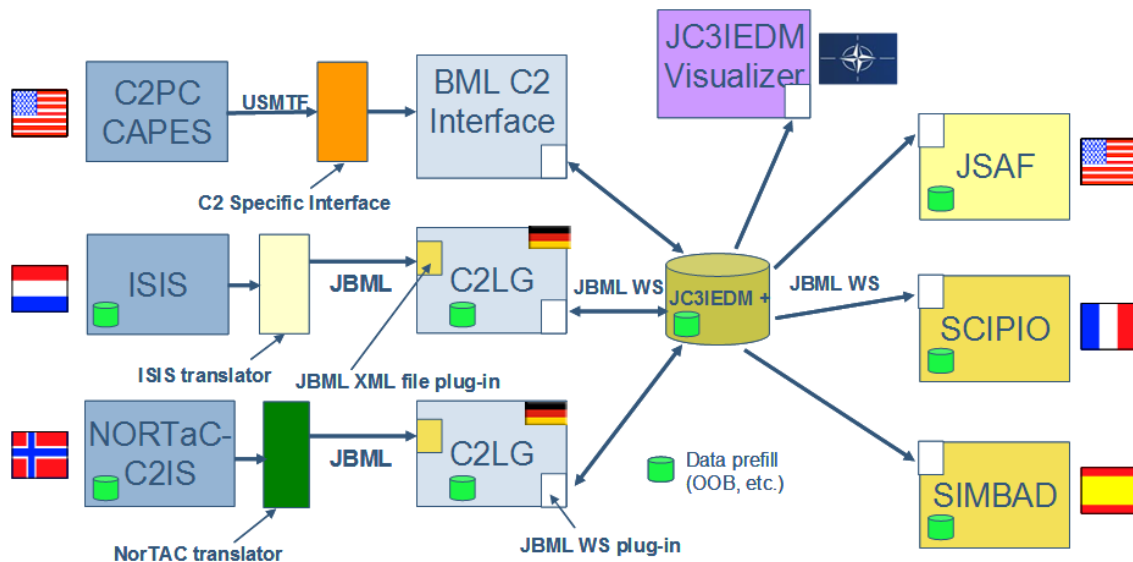 C2PC
CAPES
USMTF
C2 Specific Interface
BML C2
Interface
JC3IEDM
Visualizer
JSAF
ISIS
ISIS translator
JBML
C2LG
JBML XML file plug-in
JBML WS
JC3IEDM +
JBML WS
SCIPIO
NORTaC-
C2IS
NorTAC translator
JBML
C2LG
JBML WS plug-in
Data prefill
(OOB, etc.)
SIMBAD